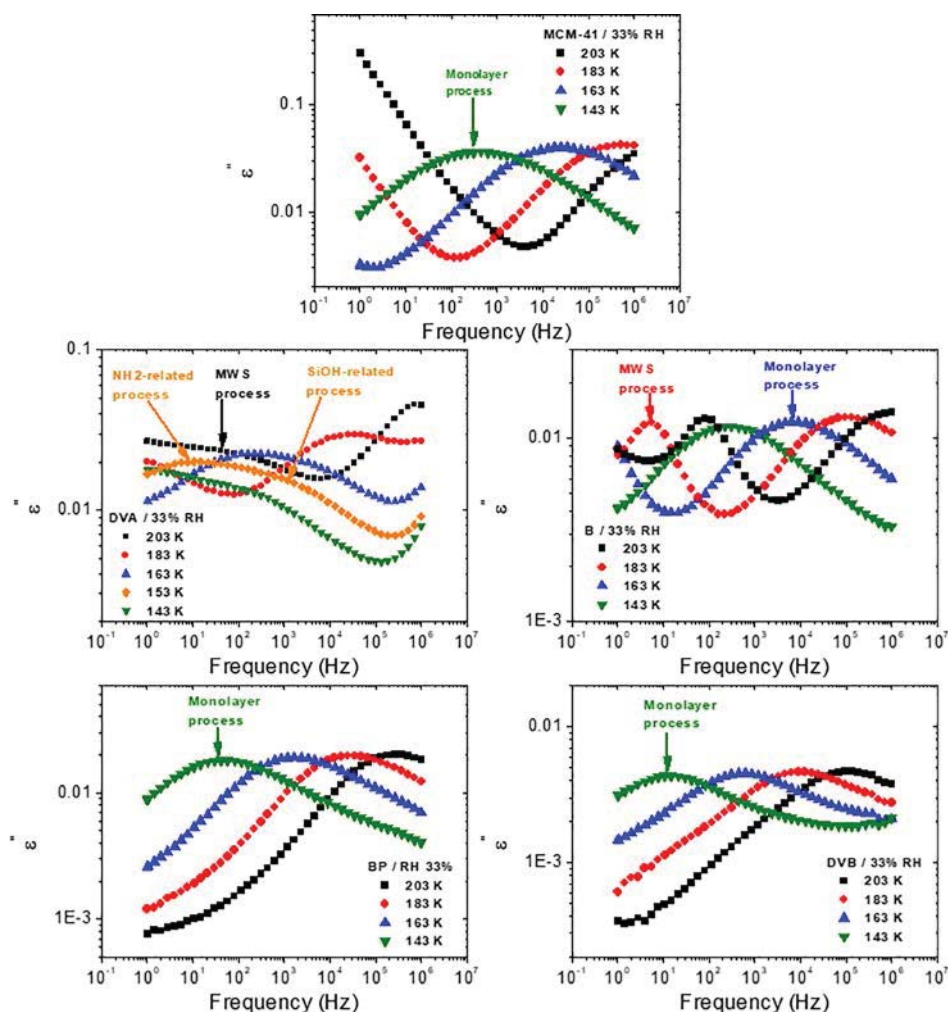 MCM-41 / 33% RH
203 K
183 K
163 K
143 K
Monolayer
process
0.1
0.01
ε"
10⁻¹ 10⁰ 10¹ 10² 10³ 10⁴ 10⁵ 10⁶ 10⁷
Frequency (Hz)
0.1
0.01
ε"
NH2-related
process
MWS
process
SiOH-related
process
DVA / 33% RH
203 K
183 K
163 K
153 K
143 K
10⁻¹ 10⁰ 10¹ 10² 10³ 10⁴ 10⁵ 10⁶ 10⁷
Frequency (Hz)
0.01
1E-3
ε"
MWS
process
Monolayer
process
B / 33% RH
203 K
183 K
163 K
143 K
10⁻¹ 10⁰ 10¹ 10² 10³ 10⁴ 10⁵ 10⁶ 10⁷
Frequency (Hz)
0.01
1E-3
ε"
Monolayer
process
BP / RH 33%
203 K
183 K
163 K
143 K
10⁻¹ 10⁰ 10¹ 10² 10³ 10⁴ 10⁵ 10⁶ 10⁷
Frequency (Hz)
0.01
1E-3
ε"
Monolayer
process
DVB / 33% RH
203 K
183 K
163 K
143 K
10⁻¹ 10⁰ 10¹ 10² 10³ 10⁴ 10⁵ 10⁶ 10⁷
Frequency (Hz)